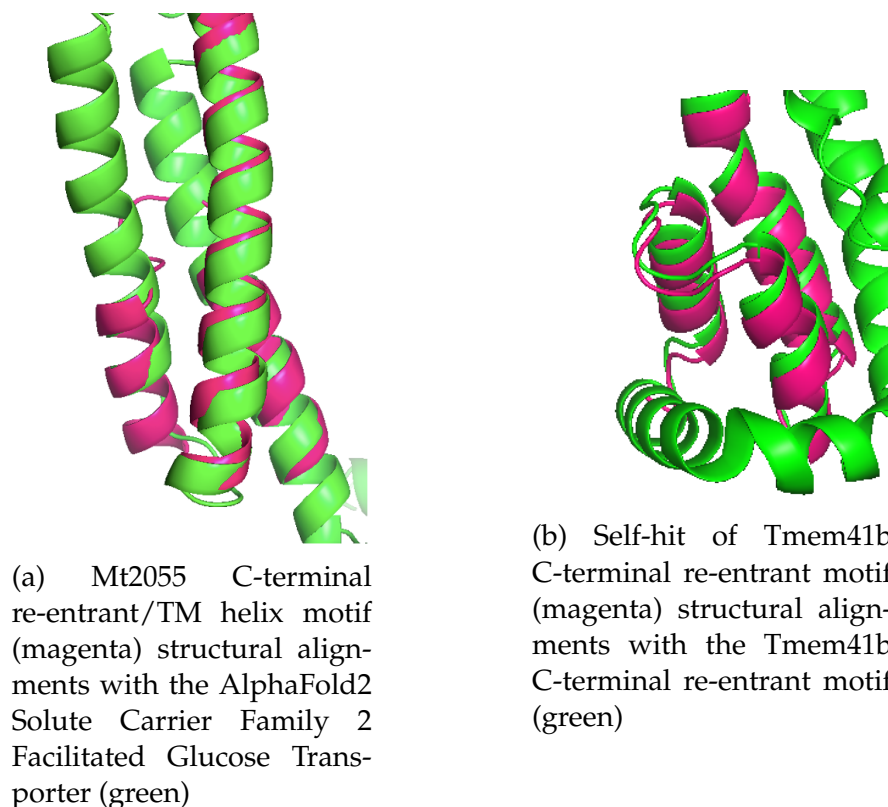 (a) Mt2055 C-terminal
re-entrant/TM helix motif
(magenta) structural align-
ments with the AlphaFold2
Solute Carrier Family 2
Facilitated Glucose Trans-
porter (green)
(b) Self-hit of Tmem41b
C-terminal re-entrant motif
(magenta) structural align-
ments with the Tmem41b
C-terminal re-entrant motif
(green)